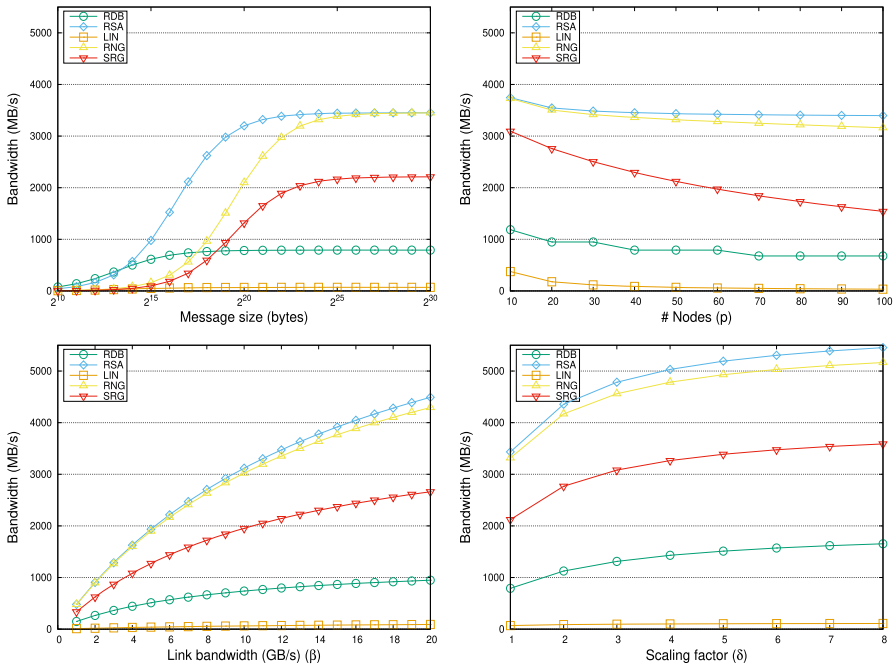 5000
4000
3000
2000
1000
0
Bandwidth (MB/s)
RDB
RSA
LIN
RNG
SRG
2^10 2^15 2^20 2^25 2^30
Message size (bytes)
5000
4000
3000
2000
1000
0
Bandwidth (MB/s)
RDB
RSA
LIN
RNG
SRG
10 20 30 40 50 60 70 80 90 100
# Nodes (p)
5000
4000
3000
2000
1000
0
Bandwidth (MB/s)
RDB
RSA
LIN
RNG
SRG
0 2 4 6 8 10 12 14 16 18 20
Link bandwidth (GB/s) (β)
5000
4000
3000
2000
1000
0
Bandwidth (MB/s)
RDB
RSA
LIN
RNG
SRG
1 2 3 4 5 6 7 8
Scaling factor (δ)